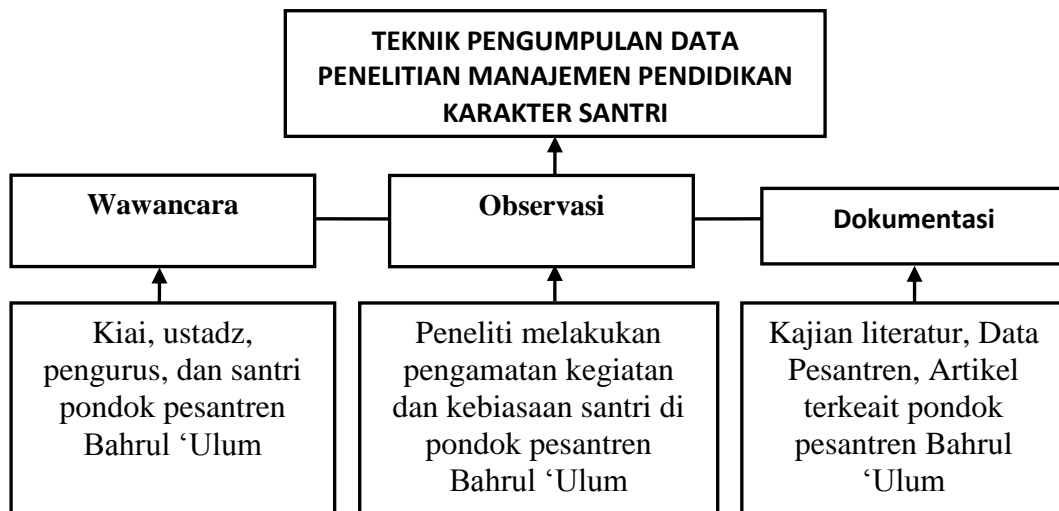 TEKNIK PENGUMPULAN DATA
PENELITIAN MANAJEMEN PENDIDIKAN
KARAKTER SANTRI
Wawancara
Observasi
Dokumentasi
Kiai, ustadz,
pengurus, dan santri
pondok pesantren
Bahrul ‘Ulum
Peneliti melakukan
pengamatan kegiatan
dan kebiasaan santri di
pondok pesantren
Bahrul ‘Ulum
Kajian literatur, Data
Pesantren, Artikel
terkeait pondok
pesantren Bahrul
‘Ulum